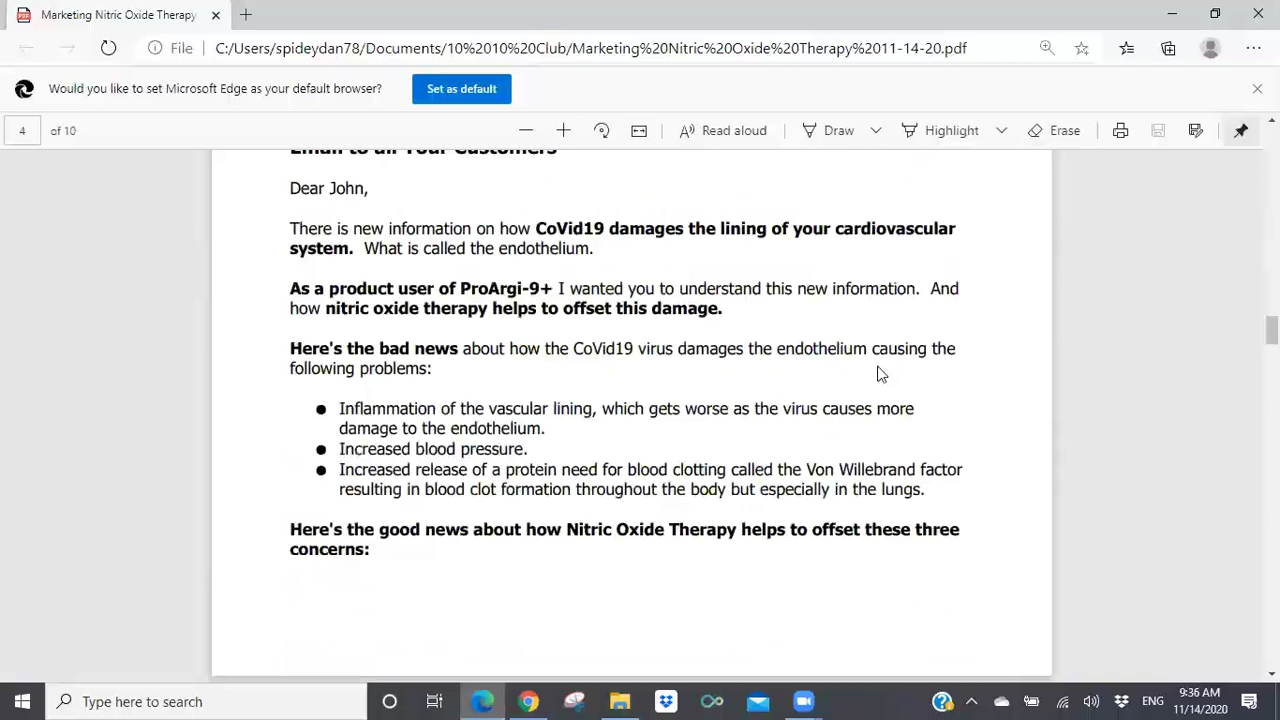 Marketing Nitric Oxide Therapy
File
C:/Users/spideydan78/Documents/10%2010%20Club/Marketing%20Nitric%20Oxide%20Therapy%2011-14-20.pdf
Would you like to set Microsoft Edge as your default browser?
Set as default
4 of 10
Read aloud
Draw
Highlight
Erase
Email to all Your Customers
Dear John,
There is new information on how CoVid19 damages the lining of your cardiovascular
system. What is called the endothelium.
As a product user of ProArgi-9+ I wanted you to understand this new information. And
how nitric oxide therapy helps to offset this damage.
Here's the bad news about how the CoVid19 virus damages the endothelium causing the
following problems:
● Inflammation of the vascular lining, which gets worse as the virus causes more
damage to the endothelium.
● Increased blood pressure.
● Increased release of a protein need for blood clotting called the Von Willebrand factor
resulting in blood clot formation throughout the body but especially in the lungs.
Here's the good news about how Nitric Oxide Therapy helps to offset these three
concerns:
Type here to search
ENG
9:36 AM
11/14/2020